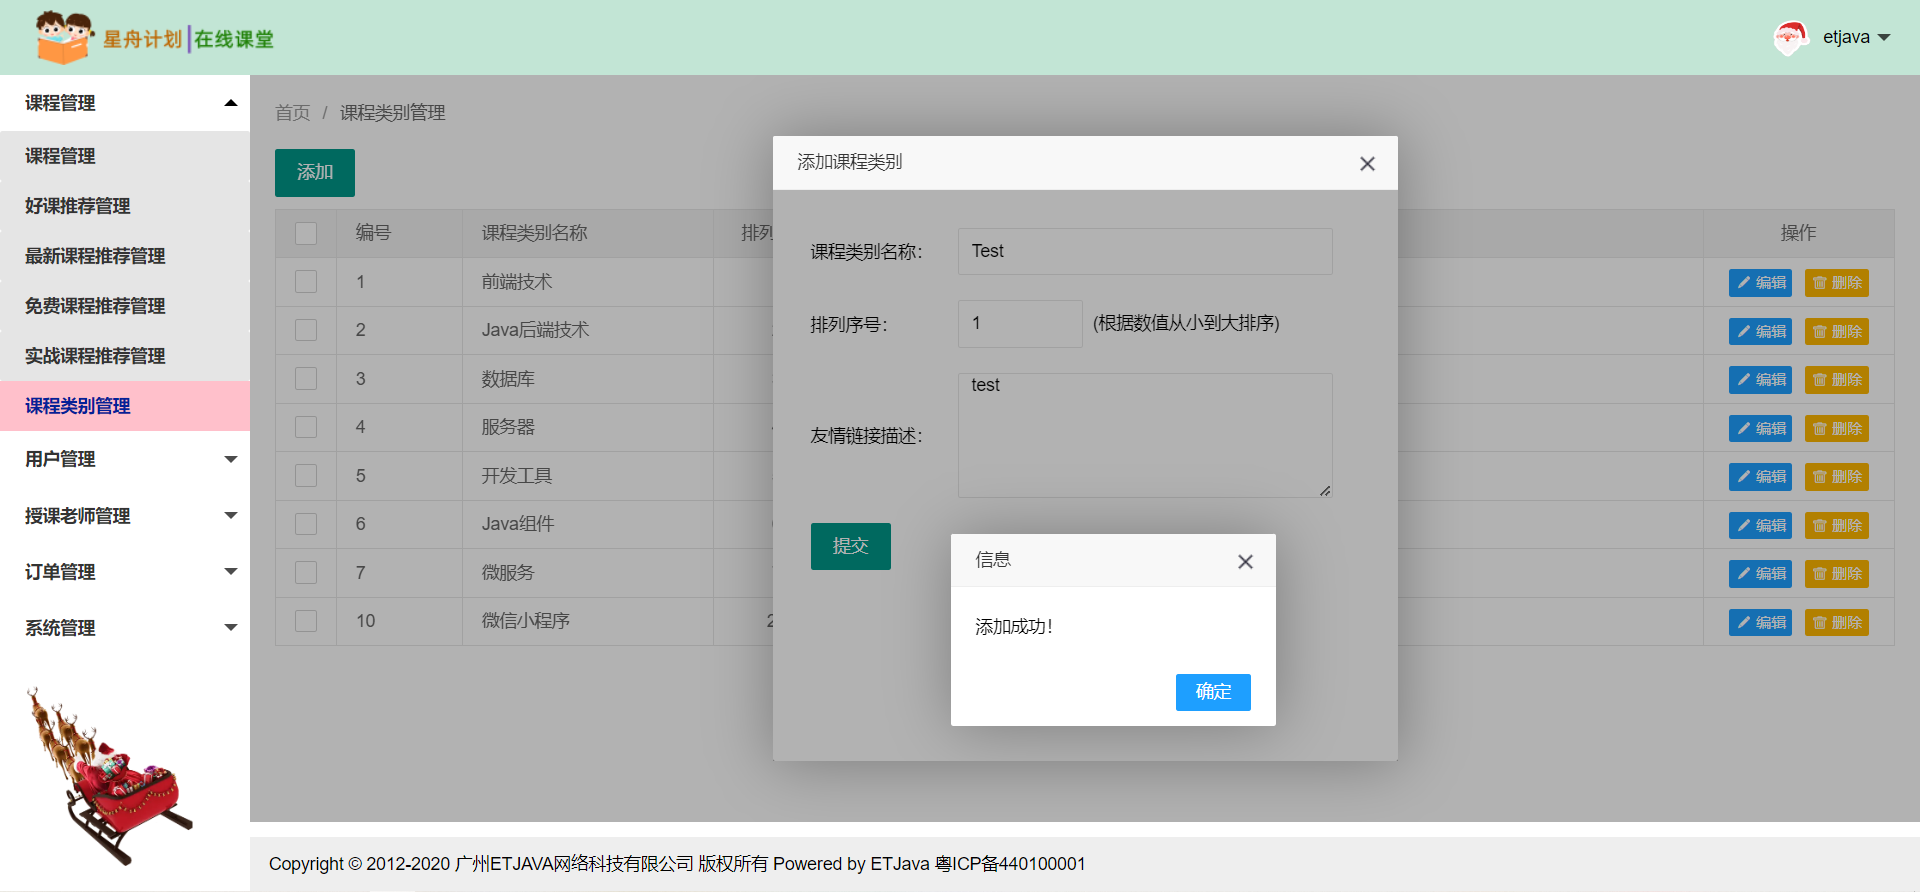 星舟计划|在线课堂
etjava
课程管理
课程管理
好课推荐管理
最新课程推荐管理
免费课程推荐管理
实战课程推荐管理
课程类别管理
用户管理
授课老师管理
订单管理
系统管理
首页 / 课程类别管理
添加
编号 课程类别名称 排列 操作
1 前端技术 编辑 删除
2 Java后端技术 编辑 删除
3 数据库 编辑 删除
4 服务器 编辑 删除
5 开发工具 编辑 删除
6 Java组件 编辑 删除
7 微服务 编辑 删除
10 微信小程序 2 编辑 删除
添加课程类别
课程类别名称： Test
排列序号： 1 (根据数值从小到大排序)
友情链接描述： test
提交
信息
添加成功！
确定
Copyright © 2012-2020 广州ETJAVA网络科技有限公司 版权所有 Powered by ETJava 粤ICP备440100001